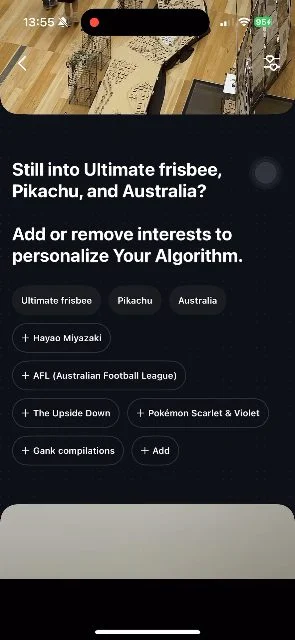 13:55
95
Still into Ultimate frisbee,
Pikachu, and Australia?
Add or remove interests to
personalize Your Algorithm.
Ultimate frisbee Pikachu Australia
+ Hayao Miyazaki
+ AFL (Australian Football League)
+ The Upside Down + Pokémon Scarlet & Violet
+ Gank compilations + Add